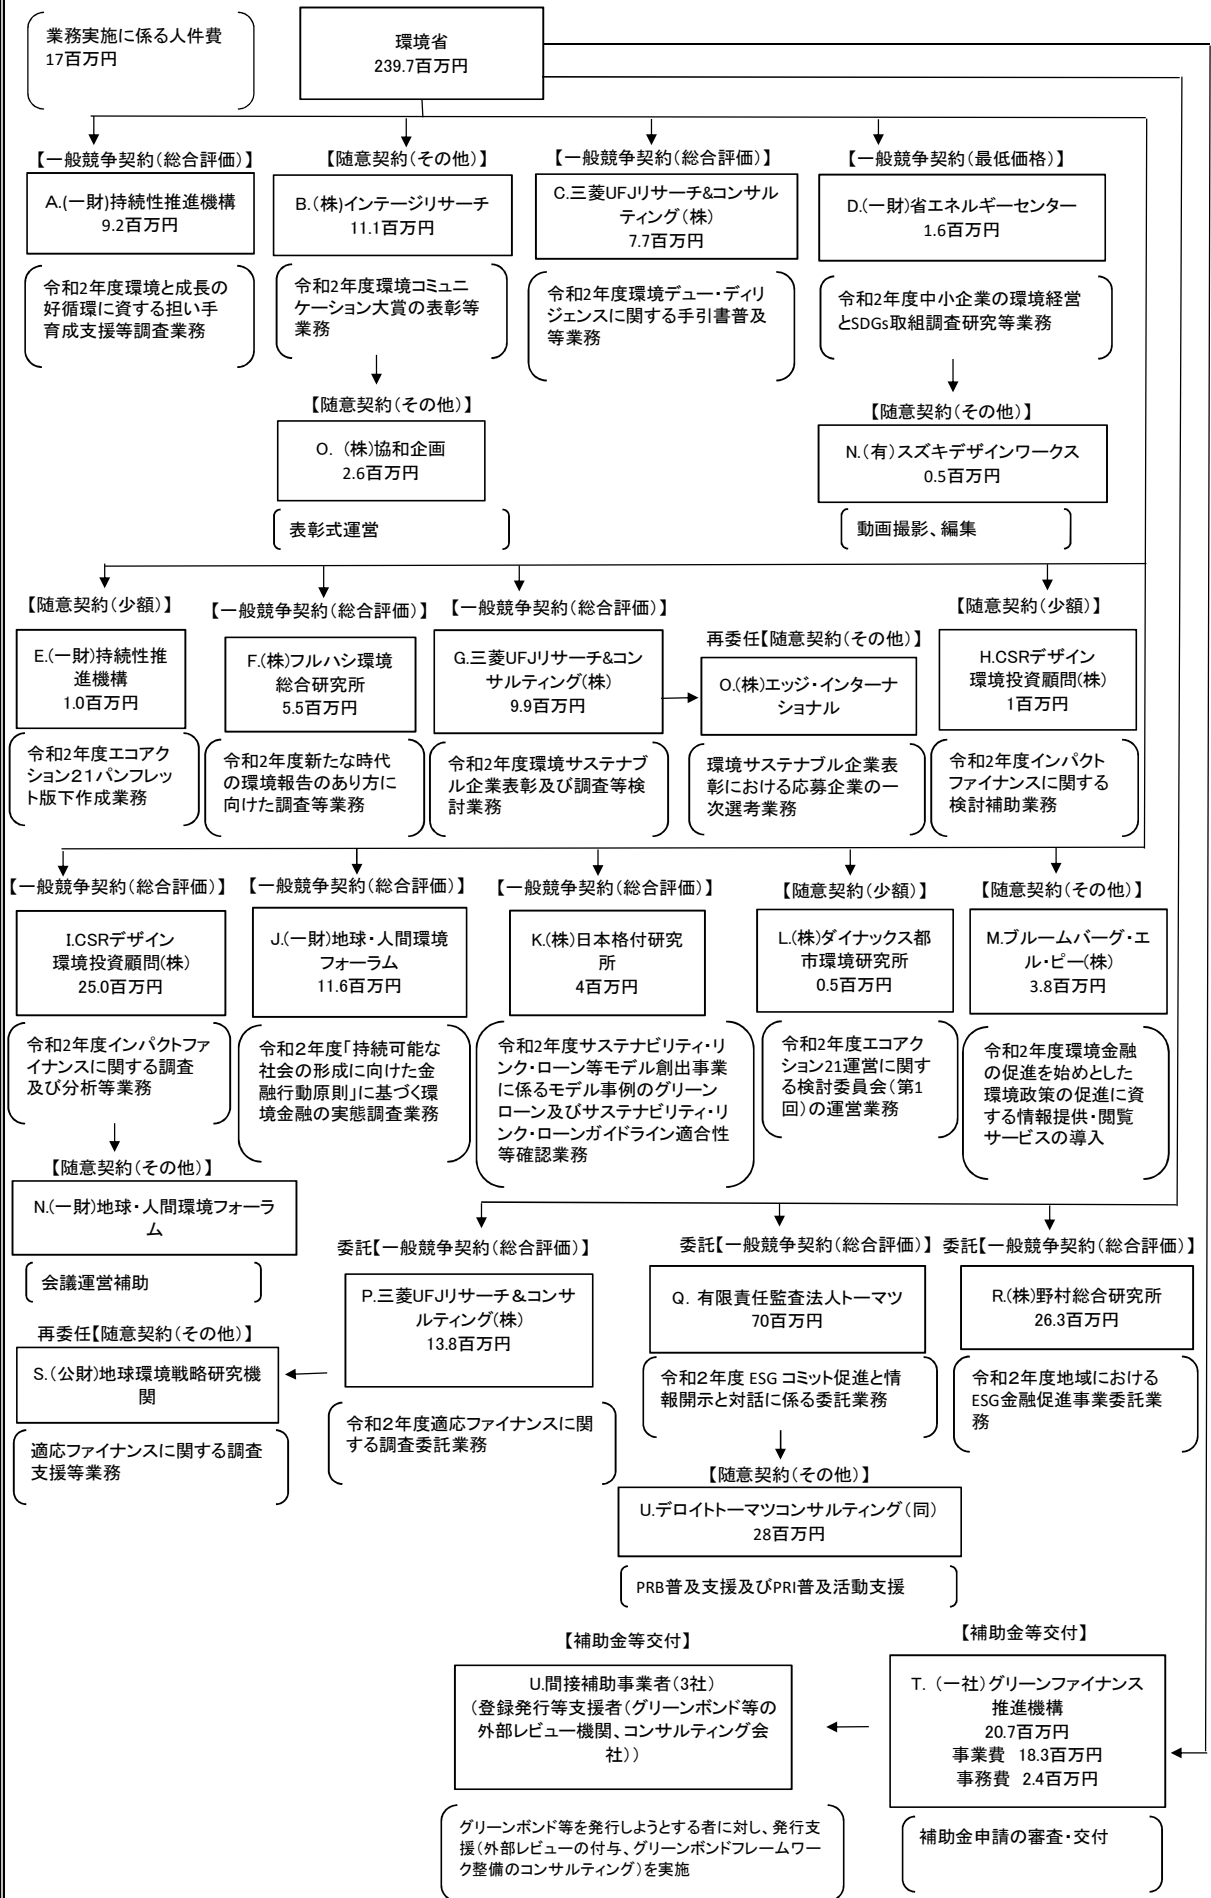 業務実施に係る人件費
17百万円
環境省
239.7百万円
【一般競争契約(総合評価)】
A.(一財)持続性推進機構
9.2百万円
令和2年度環境と成長の
好循環に資する担い手
育成支援等調査業務
【随意契約(その他)】
B.(株)インテージリサーチ
11.1百万円
令和2年度環境コミュニ
ケーション大賞の表彰等
業務
【一般競争契約(総合評価)】
C.三菱UFJリサーチ&コンサル
ティング(株)
7.7百万円
令和2年度環境デュー・ディリ
ジェンスに関する手引書普及
等業務
【一般競争契約(最低価格)】
D.(一財)省エネルギーセンター
1.6百万円
令和2年度中小企業の環境経営
とSDGs取組調査研究等業務
【随意契約(その他)】
O. (株)協和企画
2.6百万円
表彰式運営
【随意契約(その他)】
N.(有)スズキデザインワークス
0.5百万円
動画撮影、編集
【随意契約(少額)】
E.(一財)持続性推
進機構
1.0百万円
令和2年度エコアク
ション21パンフレッ
ト版下作成業務
【一般競争契約(総合評価)】
F.(株)フルハシ環境
総合研究所
5.5百万円
令和2年度新たな時代
の環境報告のあり方に
向けた調査等業務
【一般競争契約(総合評価)】
G.三菱UFJリサーチ&コン
サルティング(株)
9.9百万円
令和2年度環境サステナブ
ル企業表彰及び調査等検
討業務
再委任【随意契約(その他)】
O.(株)エッジ・インターナ
ショナル
環境サステナブル企業表
彰における応募企業の一
次選考業務
【随意契約(少額)】
H.CSRデザイン
環境投資顧問(株)
1百万円
令和2年度インパクト
ファイナンスに関する
検討補助業務
【一般競争契約(総合評価)】
I.CSRデザイン
環境投資顧問(株)
25.0百万円
令和2年度インパクトファ
イナンスに関する調査
及び分析等業務
【一般競争契約(総合評価)】
J.(一財)地球・人間環境
フォーラム
11.6百万円
令和2年度「持続可能な
社会の形成に向けた金
融行動原則」に基づく環
境金融の実態調査業務
【一般競争契約(総合評価)】
K.(株)日本格付研究
所
4百万円
令和2年度サステナビリティ・リ
ンク・ローン等モデル創出事業
に係るモデル事例のグリーン
ローン及びサステナビリティ・リ
ンク・ローンガイドライン適合性
等確認業務
【随意契約(少額)】
L.(株)ダイナックス都
市環境研究所
0.5百万円
令和2年度エコアク
ション21運営に関す
る検討委員会(第1
回)の運営業務
【随意契約(その他)】
M.ブルームバーグ・エ
ル・ピー(株)
3.8百万円
令和2年度環境金融
の促進を始めとした
環境政策の促進に資
する情報提供・閲覧
サービスの導入
【随意契約(その他)】
N.(一財)地球・人間環境フォーラ
ム
会議運営補助
委託【一般競争契約(総合評価)】
P.三菱UFJリサーチ&コンサ
ルティング(株)
13.8百万円
令和2年度適応ファイナンスに関
する調査委託業務
委託【一般競争契約(総合評価)】
Q. 有限責任監査法人トーマツ
70百万円
令和2年度 ESG コミット促進と情
報開示と対話に係る委託業務
委託【一般競争契約(総合評価)】
R.(株)野村総合研究所
26.3百万円
令和2年度地域における
ESG金融促進事業委託業
務
再委任【随意契約(その他)】
S.(公財)地球環境戦略研究機
関
適応ファイナンスに関する調査
支援等業務
【随意契約(その他)】
U.デロイトトーマツコンサルティング(同)
28百万円
PRB普及支援及びPRI普及活動支援
【補助金等交付】
U.間接補助事業者(3社)
(登録発行等支援者(グリーンボンド等の
外部レビュー機関、コンサルティング会
社))
グリーンボンド等を発行しようとする者に対し、発行支
援(外部レビューの付与、グリーンボンドフレームワー
ク整備のコンサルティング)を実施
【補助金等交付】
T. (一社)グリーンファイナンス
推進機構
20.7百万円
事業費 18.3百万円
事務費 2.4百万円
補助金申請の審査・交付